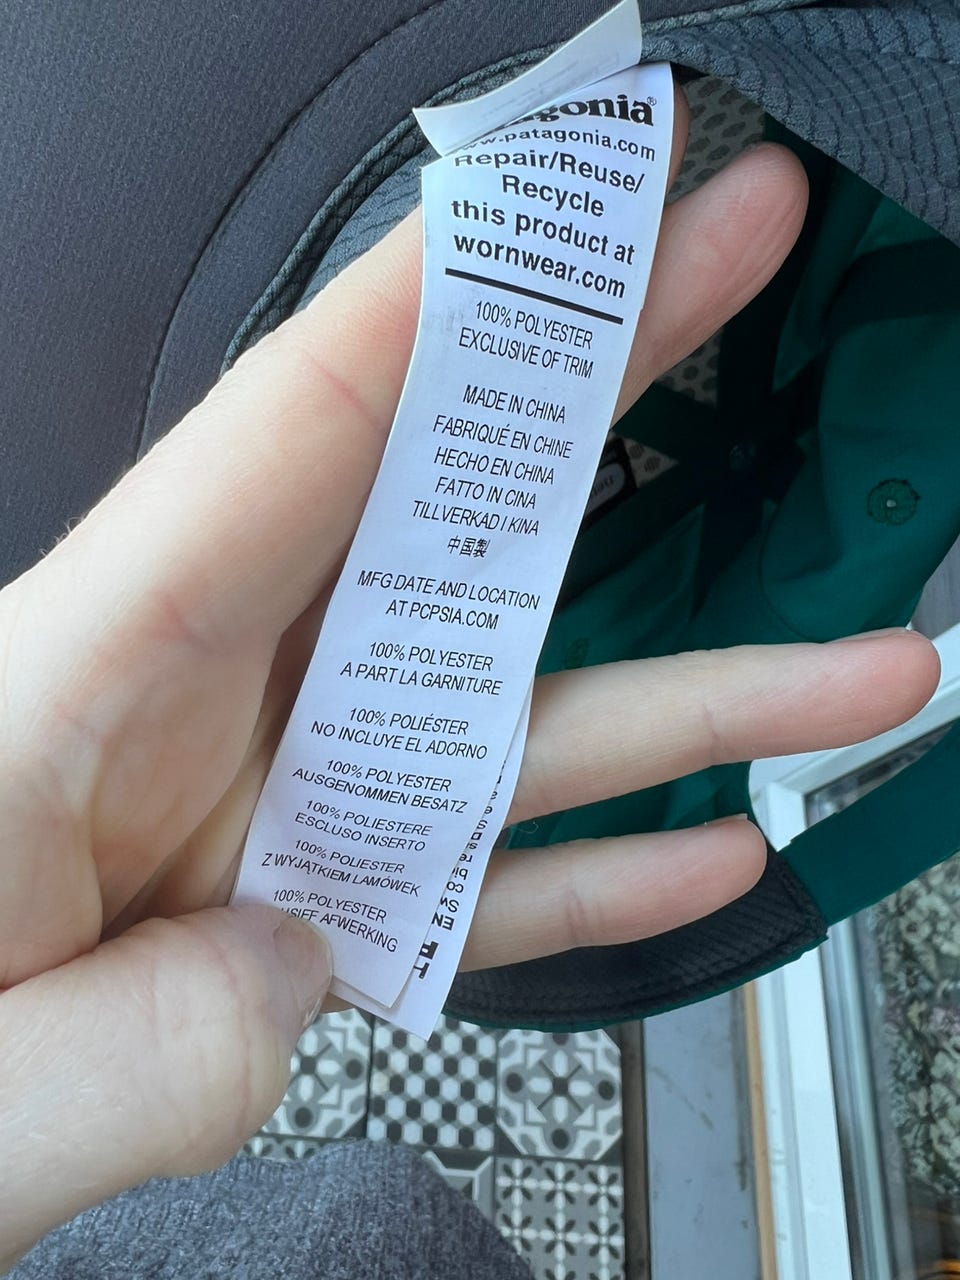 www.patagonia.com
Repair/Reuse/
Recycle
this product at
wornwear.com
100% POLYESTER
EXCLUSIVE OF TRIM
MADE IN CHINA
FABRIQUÉ EN CHINE
HECHO EN CHINA
FATTO IN CINA
TILLVERKAD I KINA
中国製
MFG DATE AND LOCATION
AT PCPSIA.COM
100% POLYESTER
A PART LA GARNITURE
100% POLIÉSTER
NO INCLUYE EL ADORNO
100% POLYESTER
AUSGENOMMEN BESATZ
100% POLIESTERE
ESCLUSO INSERTO
100% POLIESTER
Z WYJĄTKIEM LAMÓWEK
100% POLYESTER
AFWERKING